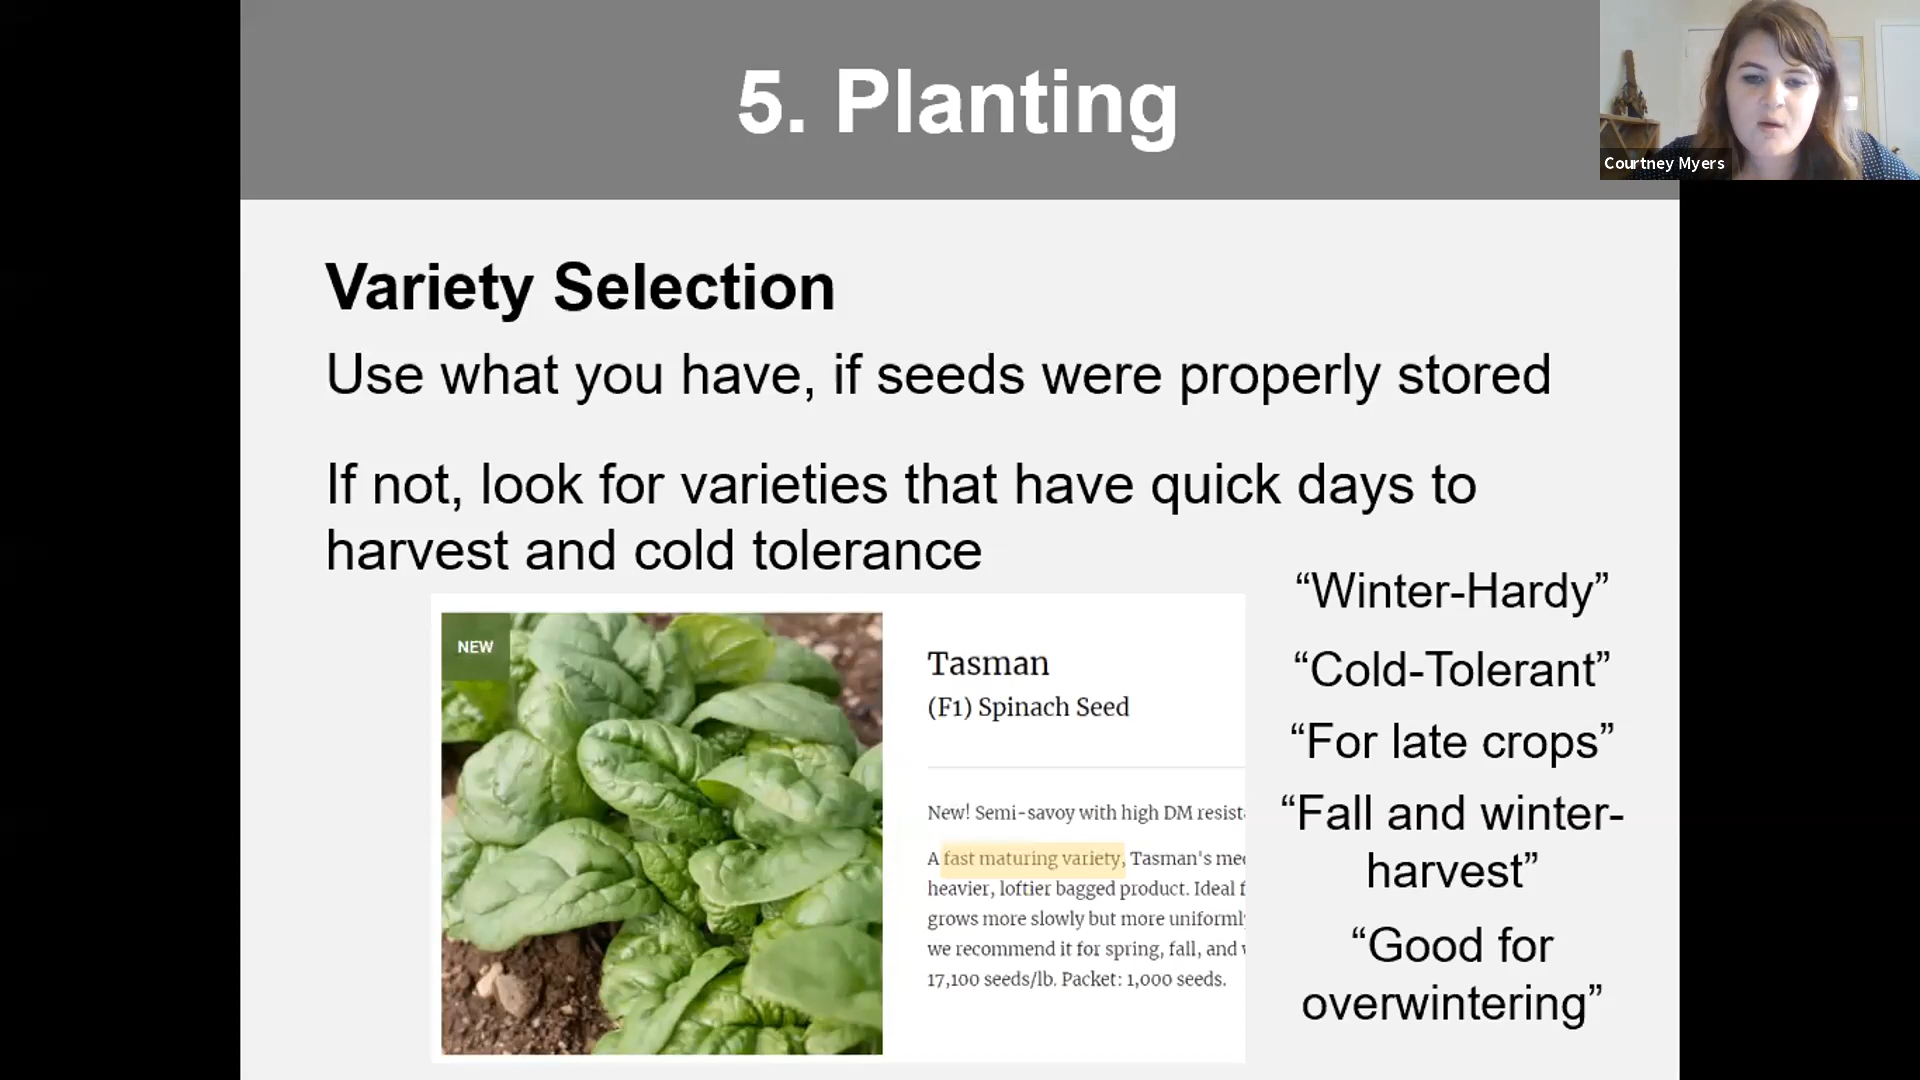 5. Planting
Courtney Myers
Variety Selection
Use what you have, if seeds were properly stored
If not, look for varieties that have quick days to
harvest and cold tolerance
NEW
Tasman
(F1) Spinach Seed
New! Semi-savoy with high DM resist
A fast maturing variety, Tasman's me
heavier, loftier bagged product. Ideal f
grows more slowly but more uniforml
we recommend it for spring, fall, and
17,100 seeds/lb. Packet: 1,000 seeds.
“Winter-Hardy”
“Cold-Tolerant”
“For late crops”
“Fall and winter-
harvest”
“Good for
overwintering”